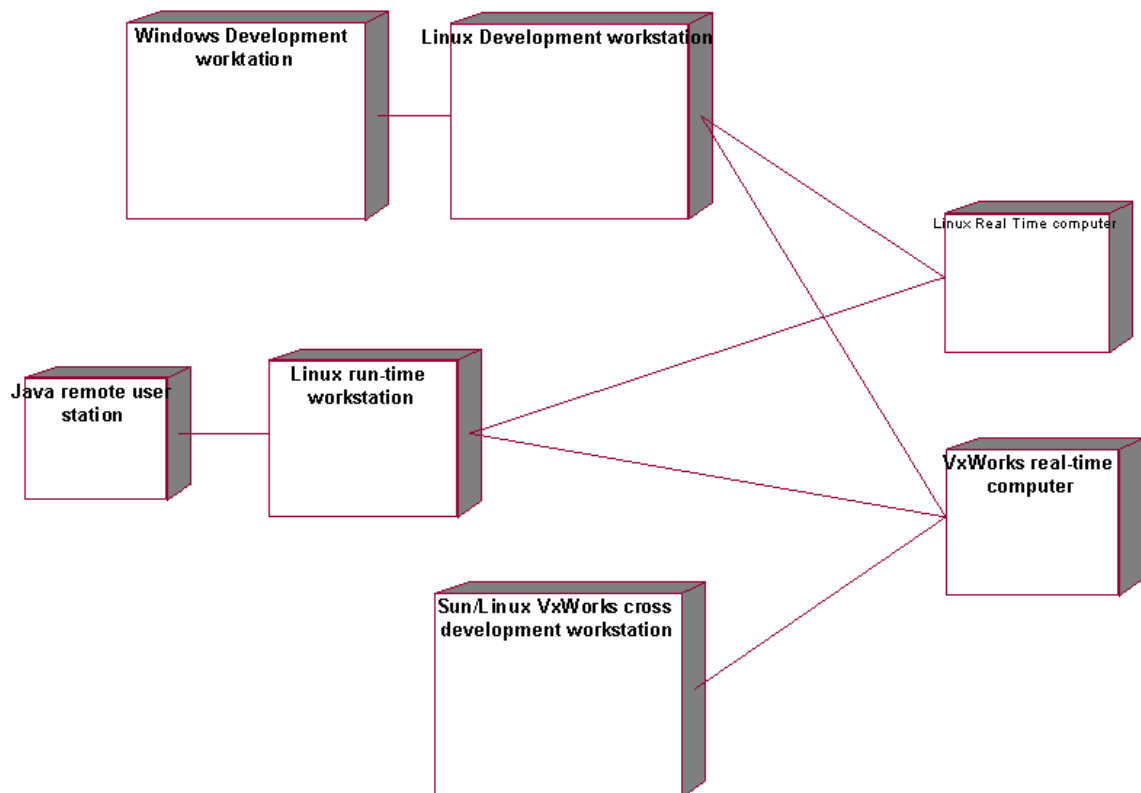 Windows Development
worktation
Linux Development workstation
Linux Real Time computer
Java remote user
station
Linux run-time
workstation
VxWorks real-time
computer
Sun/Linux VxWorks cross
development workstation